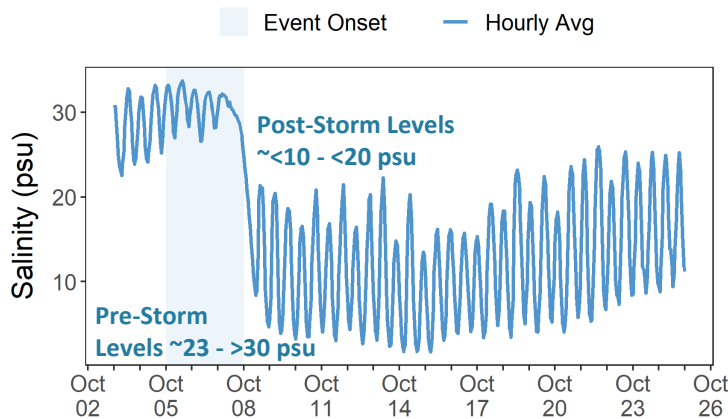 Event Onset Hourly Avg
Salinity (psu)
30
20
10
Post-Storm Levels
~<10 - <20 psu
Pre-Storm
Levels ~23 - >30 psu
Oct Oct Oct Oct Oct Oct Oct Oct Oct
02 05 08 11 14 17 20 23 26